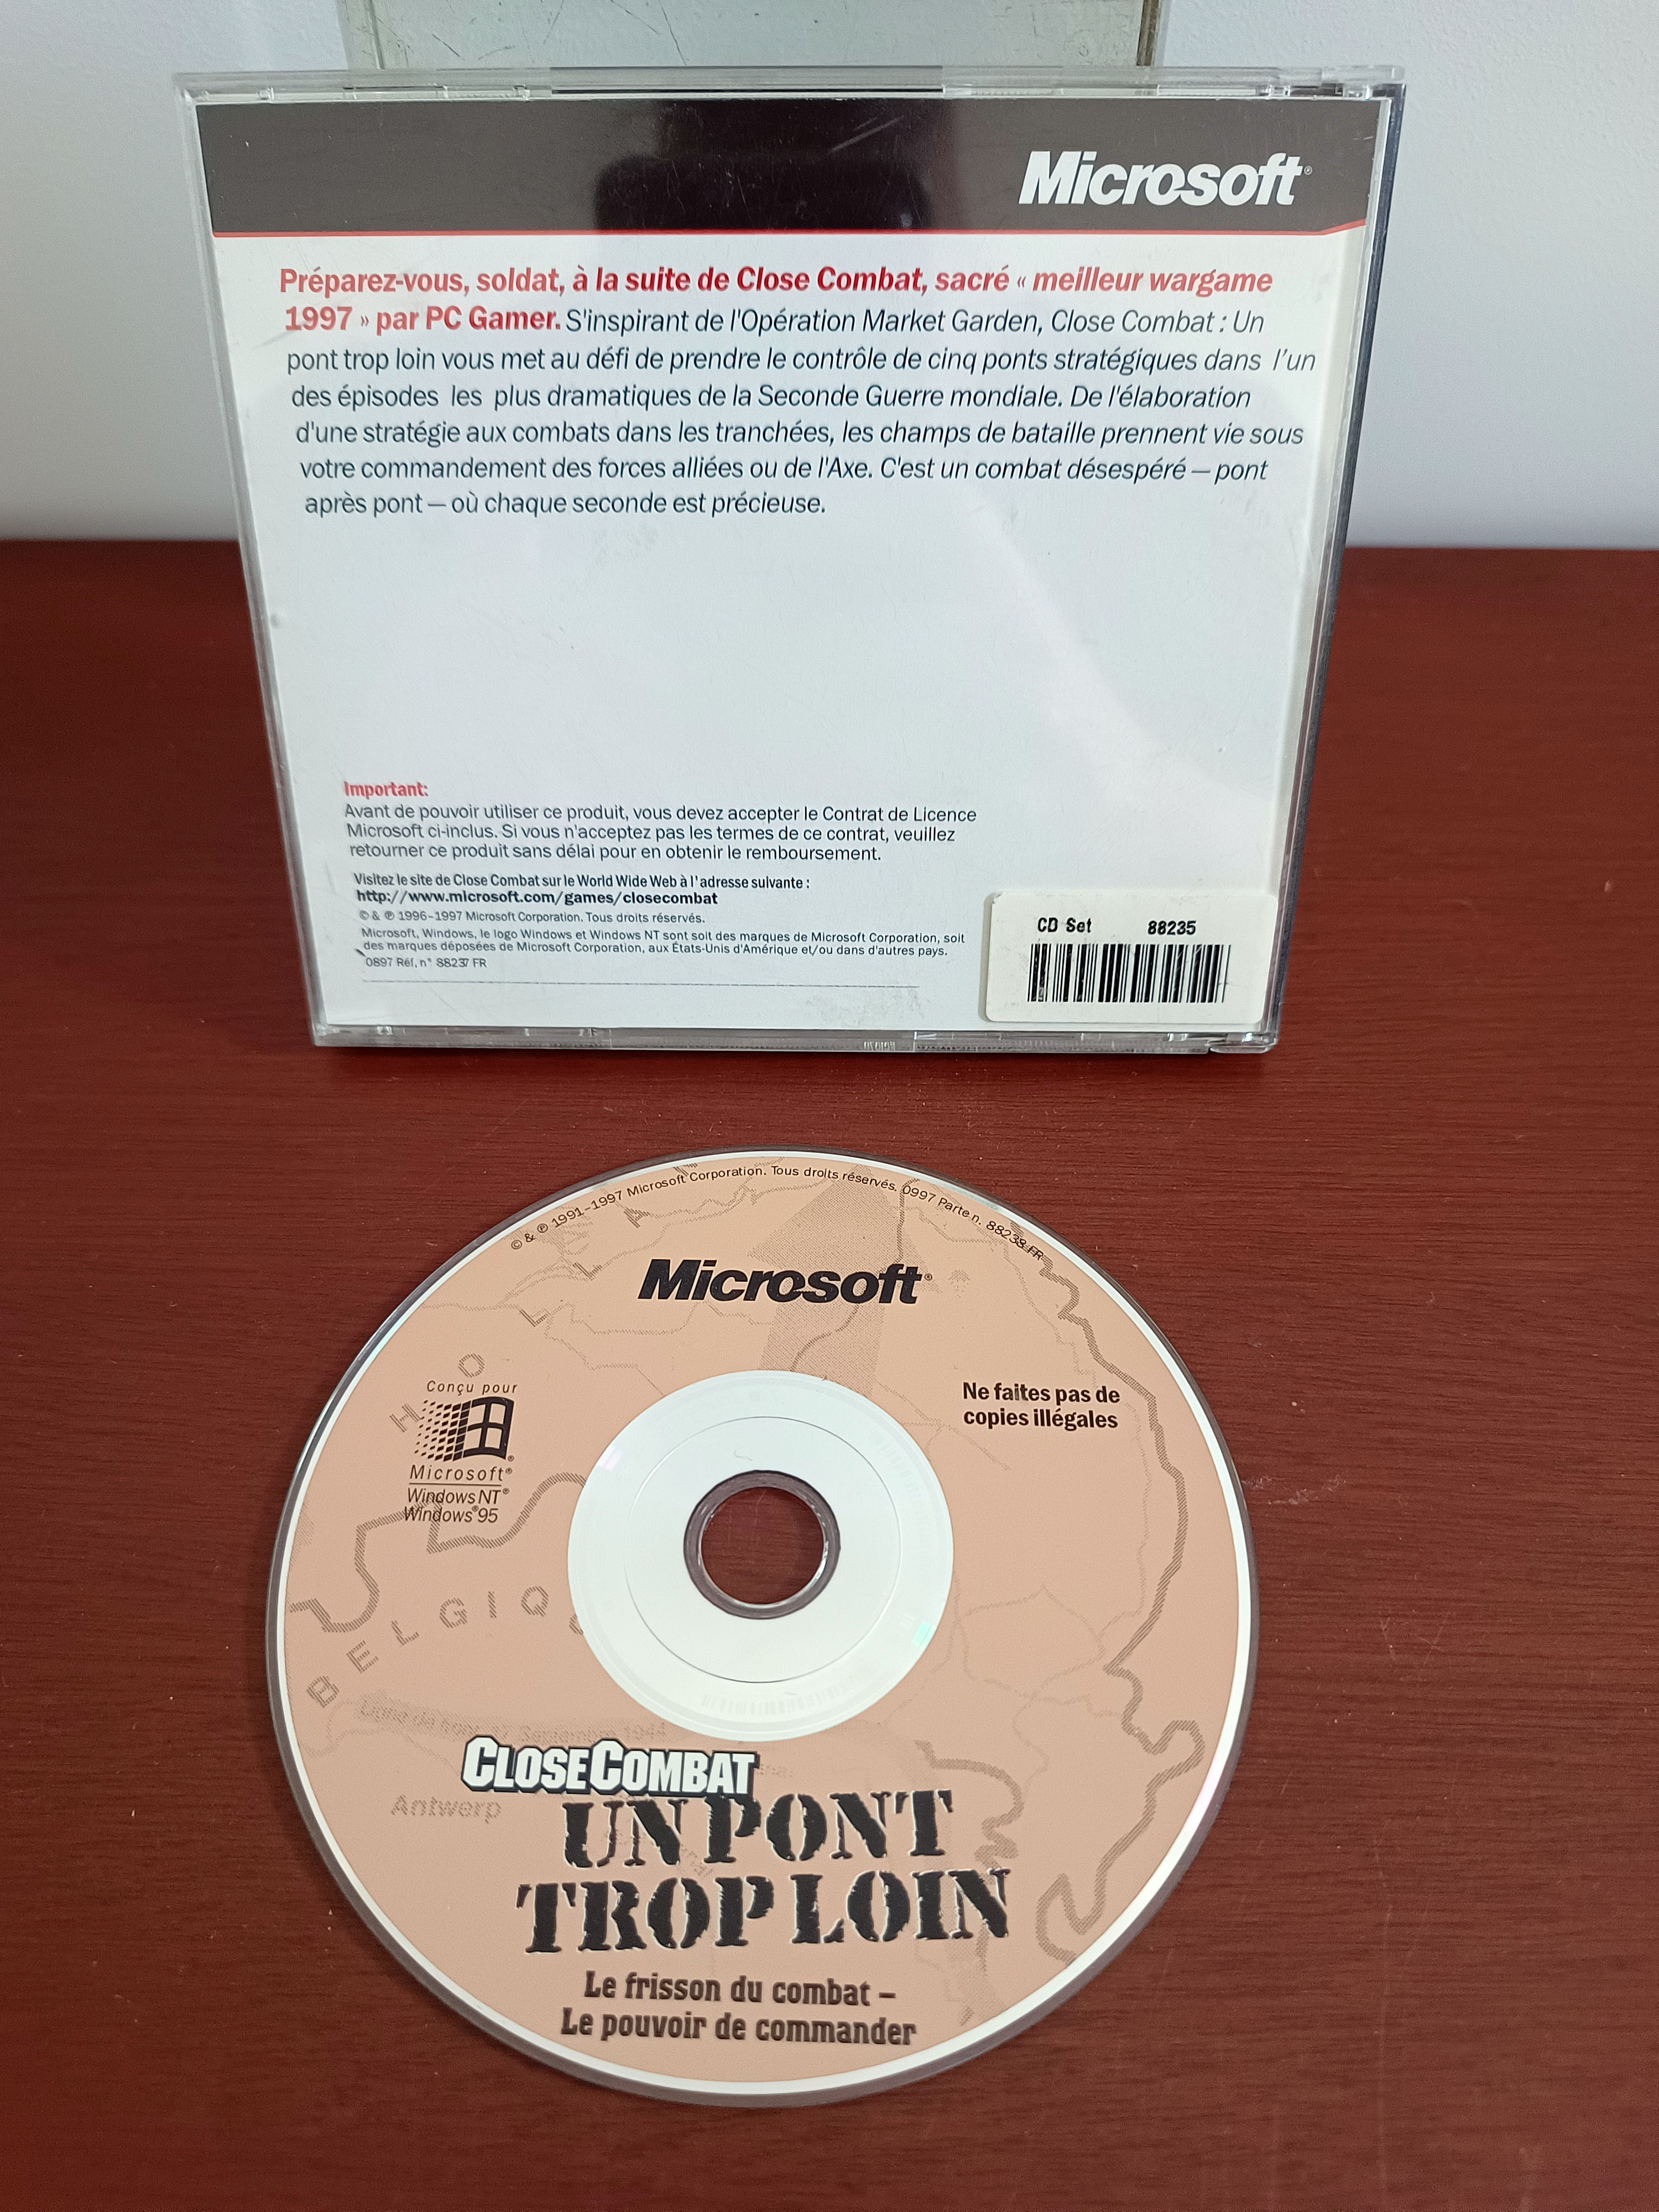 Microsoft®
Préparez-vous, soldat, à la suite de Close Combat, sacré « meilleur wargame
1997 » par PC Gamer. S'inspirant de l'Opération Market Garden, Close Combat : Un
pont trop loin vous met au défi de prendre le contrôle de cinq ponts stratégiques dans l'un
des épisodes les plus dramatiques de la Seconde Guerre mondiale. De l'élaboration
d'une stratégie aux combats dans les tranchées, les champs de bataille prennent vie sous
votre commandement des forces alliées ou de l'Axe. C'est un combat désespéré — pont
après pont — où chaque seconde est précieuse.
Important:
Avant de pouvoir utiliser ce produit, vous devez accepter le Contrat de Licence
Microsoft ci-inclus. Si vous n'acceptez pas les termes de ce contrat, veuillez
retourner ce produit sans délai pour en obtenir le remboursement.
Visitez le site de Close Combat sur le World Wide Web à l'adresse suivante :
http://www.microsoft.com/games/closecombat
© & ℗ 1996-1997 Microsoft Corporation. Tous droits réservés.
Microsoft, Windows, le logo Windows et Windows NT sont soit des marques de Microsoft Corporation, soit
des marques déposées de Microsoft Corporation, aux États-Unis d'Amérique et/ou dans d'autres pays.
0897 Réf. n° 88237 FR
CD Set 88235
© & ℗ 1991-1997 Microsoft Corporation. Tous droits réservés. 0997 Parte n. 88238 FR
Microsoft®
HOLLA
Conçu pour
Microsoft®
Windows NT®
Windows®95
Ne faites pas de
copies illégales
BELGIQ
Ligne de front 17 Septembre 1944
CLOSE COMBAT
Antwerp
UN PONT
TROP LOIN
Le frisson du combat –
Le pouvoir de commander